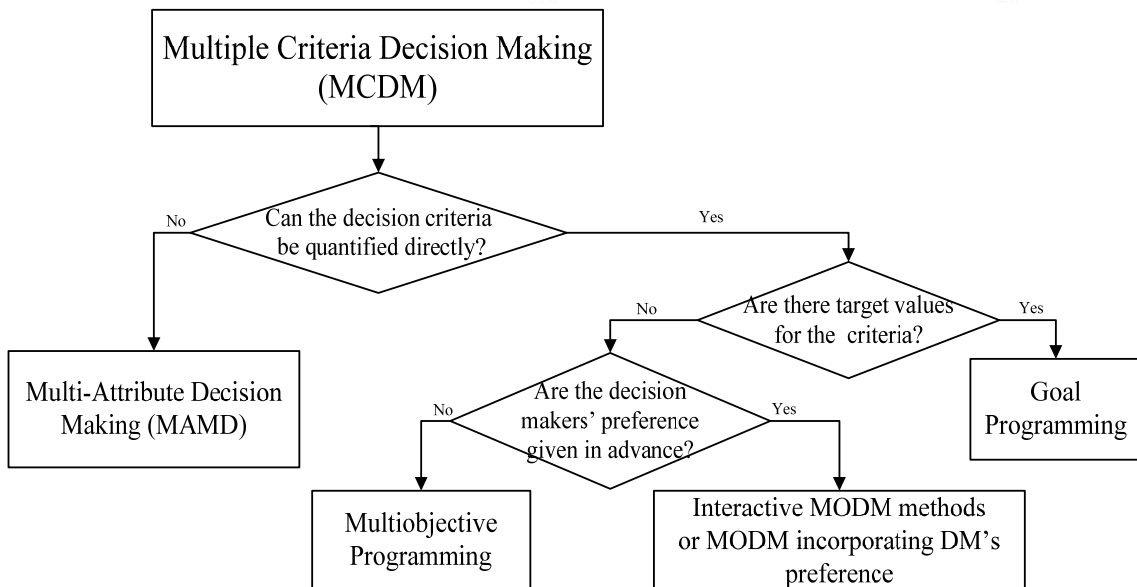 Multiple Criteria Decision Making
(MCDM)
No
Can the decision criteria
be quantified directly?
Yes
No
Are there target values
for the criteria?
Yes
Multi-Attribute Decision
Making (MAMD)
No
Are the decision
makers’ preference
given in advance?
Yes
Goal
Programming
Multiobjective
Programming
Interactive MODM methods
or MODM incorporating DM’s
preference